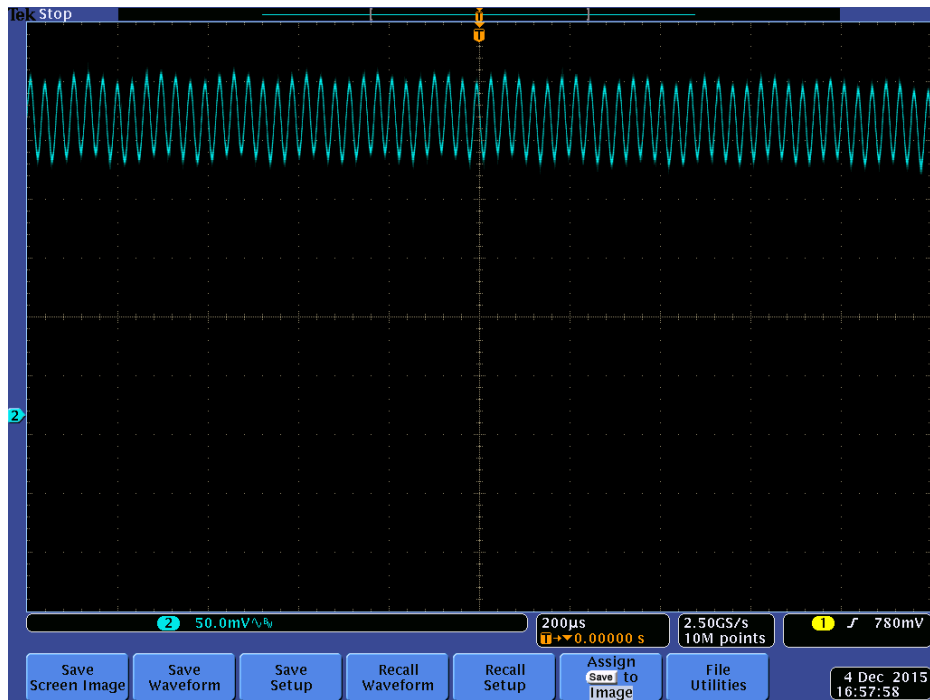 Tek Stop
T
T
2
2 50.0mV∿BW
200µs
T→▼0.00000 s
2.50GS/s
10M points
1 ∫ 780mV
Save
Screen Image
Save
Waveform
Save
Setup
Recall
Waveform
Recall
Setup
Assign
Save to
Image
File
Utilities
4 Dec 2015
16:57:58